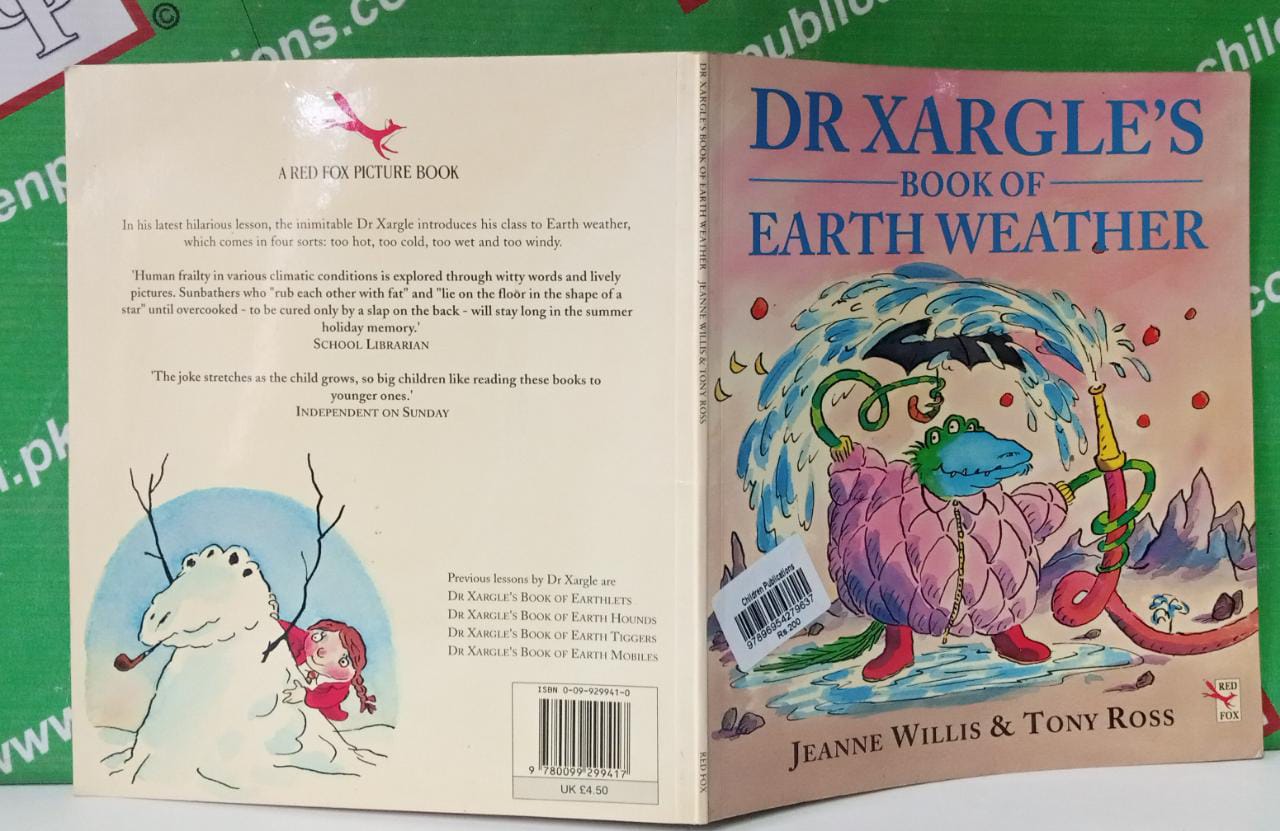 ©
ions.co
publica
chile
A RED FOX PICTURE BOOK
In his latest hilarious lesson, the inimitable Dr Xargle introduces his class to Earth weather,
which comes in four sorts: too hot, too cold, too wet and too windy.
'Human frailty in various climatic conditions is explored through witty words and lively
pictures. Sunbathers who "rub each other with fat" and "lie on the floor in the shape of a
star" until overcooked - to be cured only by a slap on the back - will stay long in the summer
holiday memory.'
SCHOOL LIBRARIAN
'The joke stretches as the child grows, so big children like reading these books to
younger ones.'
INDEPENDENT ON SUNDAY
Previous lessons by Dr Xargle are
DR XARGLE'S BOOK OF EARTHLETS
DR XARGLE'S BOOK OF EARTH HOUNDS
DR XARGLE'S BOOK OF EARTH TIGGERS
DR XARGLE'S BOOK OF EARTH MOBILES
ISBN 0-09-929941-0
9 780099 299417
UK £4.50
DR XARGLE'S BOOK OF EARTH WEATHER JEANNE WILLIS & TONY ROSS
RED FOX
DR XARGLE'S
BOOK OF
EARTH WEATHER
Children Publications
97896954279637
Rs.200
JEANNE WILLIS & TONY ROSS
RED
FOX
enp
n.pk
www